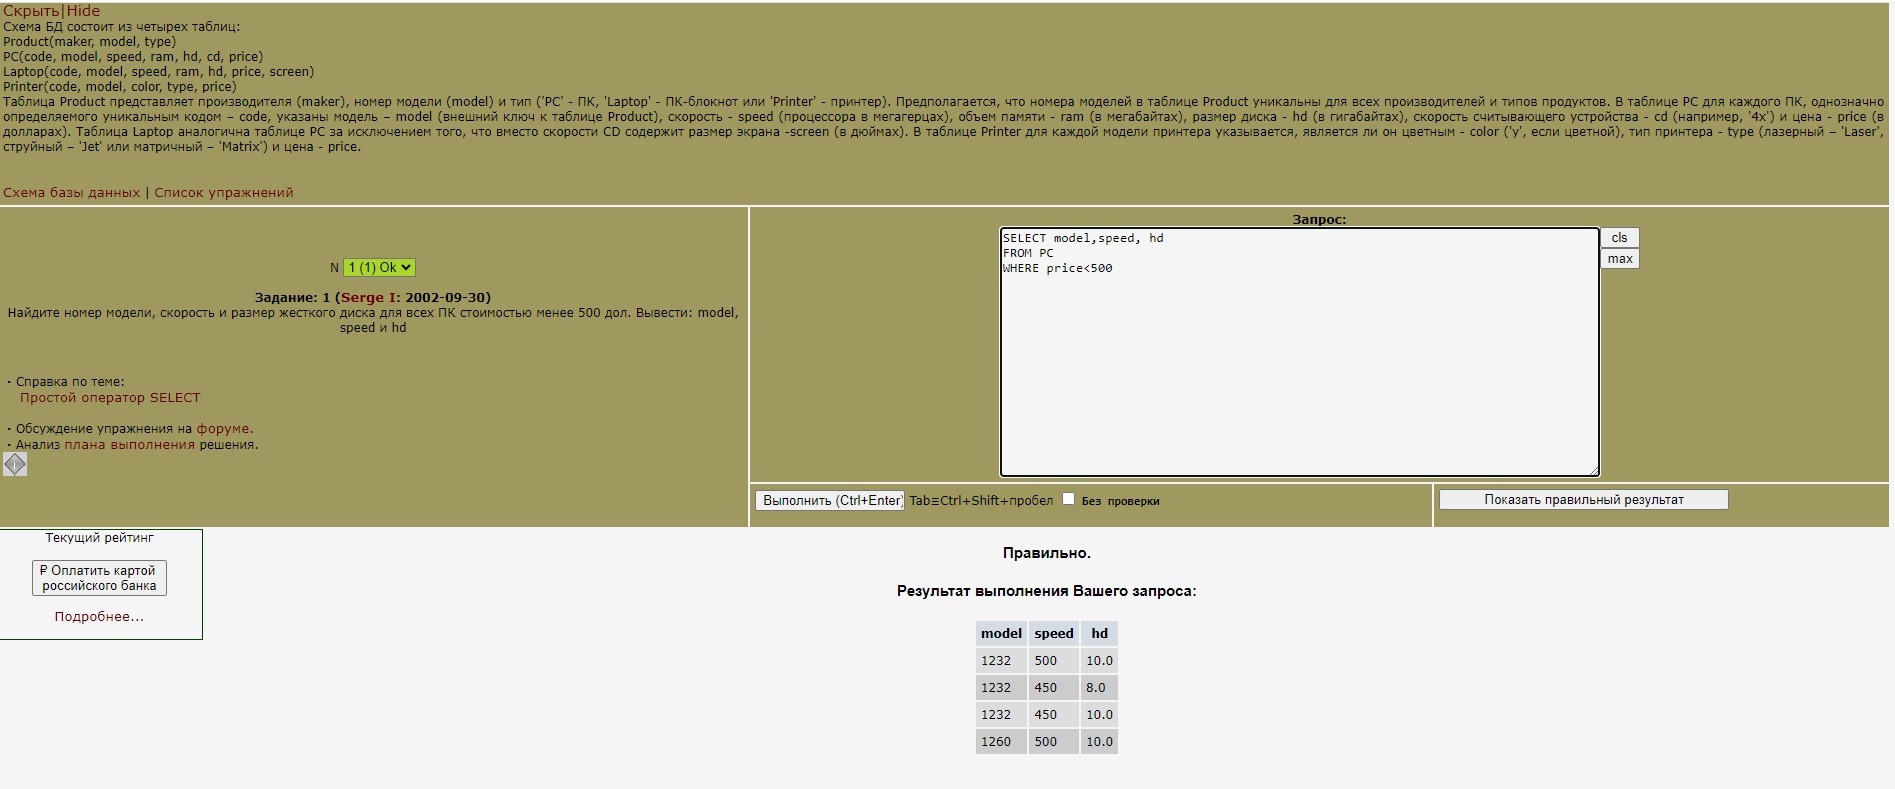 Скрыть|Hide
Схема БД состоит из четырех таблиц:
Product(maker, model, type)
PC(code, model, speed, ram, hd, cd, price)
Laptop(code, model, speed, ram, hd, price, screen)
Printer(code, model, color, type, price)
Таблица Product представляет производителя (maker), номер модели (model) и тип ('PC' - ПК, 'Laptop' - ПК-блокнот или 'Printer' - принтер). Предполагается, что номера моделей в таблице Product уникальны для всех производителей и типов продуктов. В таблице PC для каждого ПК, однозначно
определяемого уникальным кодом – code, указаны модель – model (внешний ключ к таблице Product), скорость - speed (процессора в мегагерцах), объем памяти - ram (в мегабайтах), размер диска - hd (в гигабайтах), скорость считывающего устройства - cd (например, '4x') и цена - price (в
долларах). Таблица Laptop аналогична таблице РС за исключением того, что вместо скорости CD содержит размер экрана -screen (в дюймах). В таблице Printer для каждой модели принтера указывается, является ли он цветным - color ('y', если цветной), тип принтера - type (лазерный – 'Laser',
струйный – 'Jet' или матричный – 'Matrix') и цена - price.
Схема базы данных | Список упражнений
N 1 (1) Ok
Задание: 1 (Serge I: 2002-09-30)
Найдите номер модели, скорость и размер жесткого диска для всех ПК стоимостью менее 500 дол. Вывести: model,
speed и hd
· Справка по теме:
Простой оператор SELECT
· Обсуждение упражнения на форуме.
· Анализ плана выполнения решения.
Запрос:
SELECT model,speed, hd
FROM PC
WHERE price<500
cls
max
Выполнить (Ctrl+Enter) Tab≡Ctrl+Shift+пробел Без проверки
Показать правильный результат
Текущий рейтинг
₽ Оплатить картой
российского банка
Подробнее...
Правильно.
Результат выполнения Вашего запроса:
model speed hd
1232 500 10.0
1232 450 8.0
1232 450 10.0
1260 500 10.0